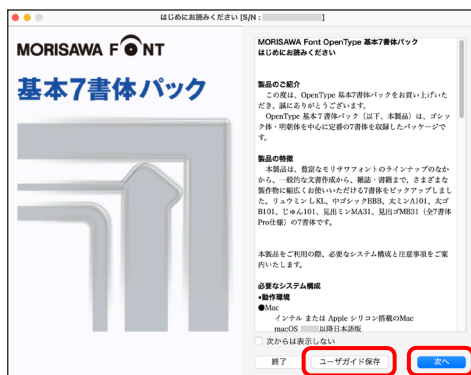 はじめにお読みください [S/N : ]
MORISAWA FONT
基本7書体パック
MORISAWA Font OpenType 基本7書体パック
はじめにお読みください
製品のご紹介
この度は、OpenType 基本7書体パックをお買い上げいた
だき、誠にありがとうございます。
OpenType 基本7書体パック（以下、本製品）は、ゴシッ
ク体・明朝体を中心に定番の7書体を収録したパッケージで
す。
製品の特徴
本製品は、豊富なモリサワフォントのラインナップのなか
から、一般的な文書作成から、雑誌・書籍まで、さまざまな
製作物に幅広くお使いいただける7書体をピックアップしまし
た。リュウミン L-KL、中ゴシックBBB、太ミンA101、太ゴ
B101、じゅん101、見出ミンMA31、見出ゴMB31（全7書体
Pro仕様）の7書体です。
本製品をご利用の際、必要なシステム構成と注意事項をご案
内いたします。
必要なシステム構成
•動作環境
●Mac
インテル または Apple シリコン搭載のMac
macOS 以降日本語版
次からは表示しない
終了
ユーザガイド保存
次へ